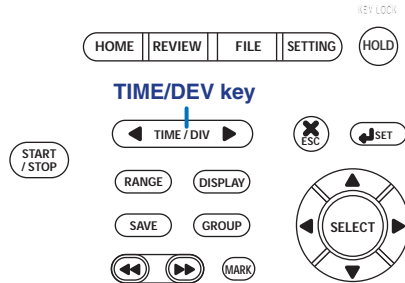 KEY LOCK
HOME REVIEW FILE SETTING HOLD
TIME/DEV key
TIME / DIV
ESC
SET
START
/ STOP
RANGE DISPLAY
SAVE GROUP
SELECT
MARK